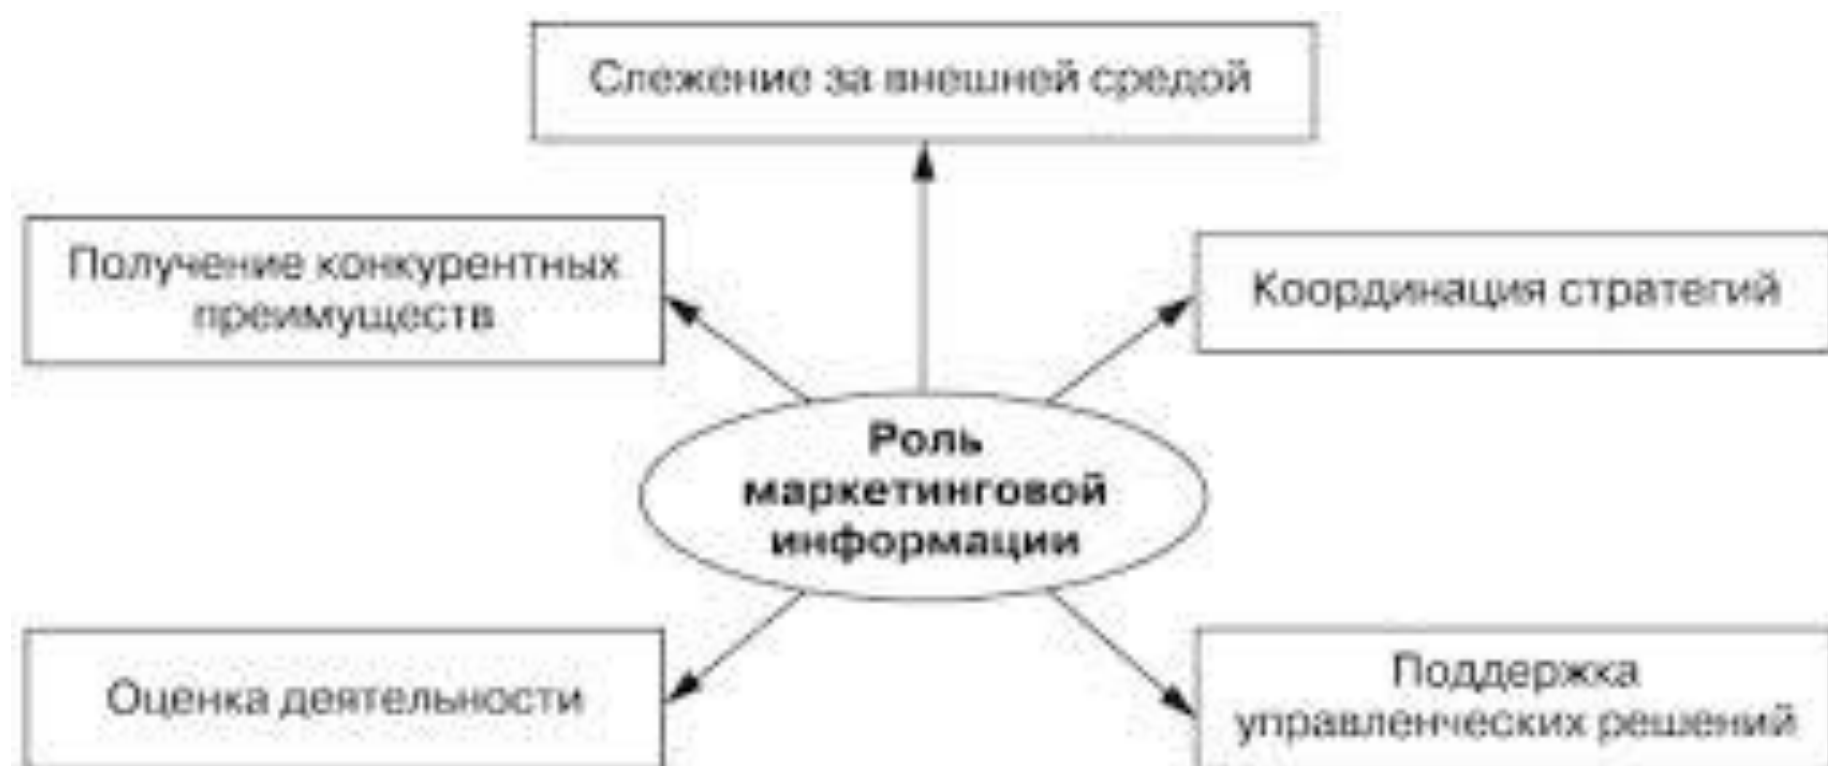 Слежение за внешней средой
Получение конкурентных
преимуществ
Координация стратегий
Роль
маркетинговой
информации
Оценка деятельности
Поддержка
управленческих решений